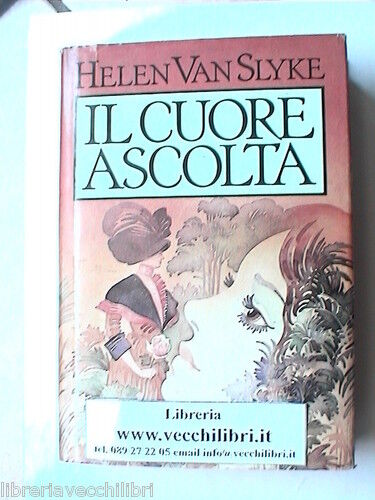 HELEN VAN SLYKE
IL CUORE
ASCOLTA
Libreria
www.vecchilibri.it
tel. 089 27 22 05 email info@vecchilibri.it
libreriavecchilibri